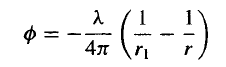 φ = − λ/4π (1/r₁ − 1/r)